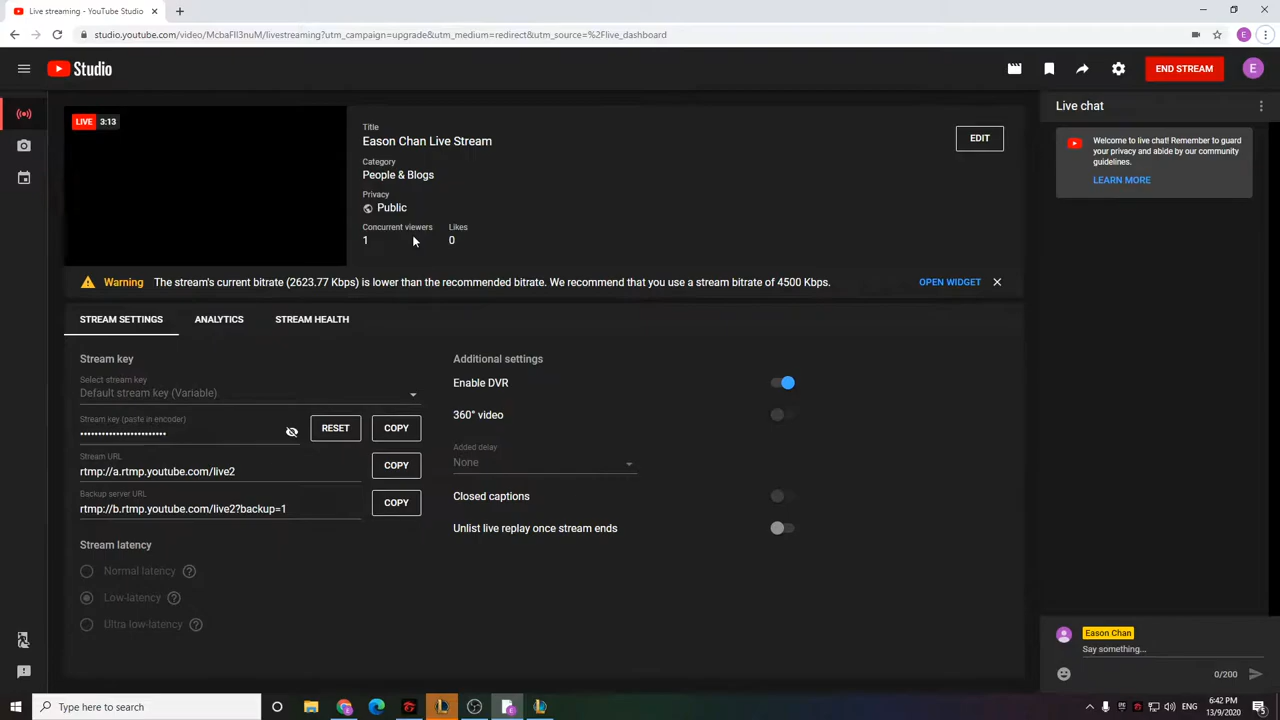 Live streaming - YouTube Studio
studio.youtube.com/video/McbaFIl3nuM/livestreaming?utm_campaign=upgrade&utm_medium=redirect&utm_source=%2Flive_dashboard
E
Studio
END STREAM
E
LIVE 3:13
Title
Eason Chan Live Stream
EDIT
Category
People & Blogs
Privacy
Public
Concurrent viewers
Likes
1
0
Live chat
Welcome to live chat! Remember to guard
your privacy and abide by our community
guidelines.
LEARN MORE
Warning The stream's current bitrate (2623.77 Kbps) is lower than the recommended bitrate. We recommend that you use a stream bitrate of 4500 Kbps. OPEN WIDGET
STREAM SETTINGS ANALYTICS STREAM HEALTH
Stream key
Select stream key
Default stream key (Variable)
Stream key (paste in encoder)
•••••••••••••••••••••••• RESET COPY
Stream URL
rtmp://a.rtmp.youtube.com/live2 COPY
Backup server URL
rtmp://b.rtmp.youtube.com/live2?backup=1 COPY
Stream latency
Normal latency
Low-latency
Ultra low-latency
Additional settings
Enable DVR
360° video
Added delay
None
Closed captions
Unlist live replay once stream ends
Eason Chan
Say something...
0/200
Type here to search
ENG
6:42 PM
13/9/2020